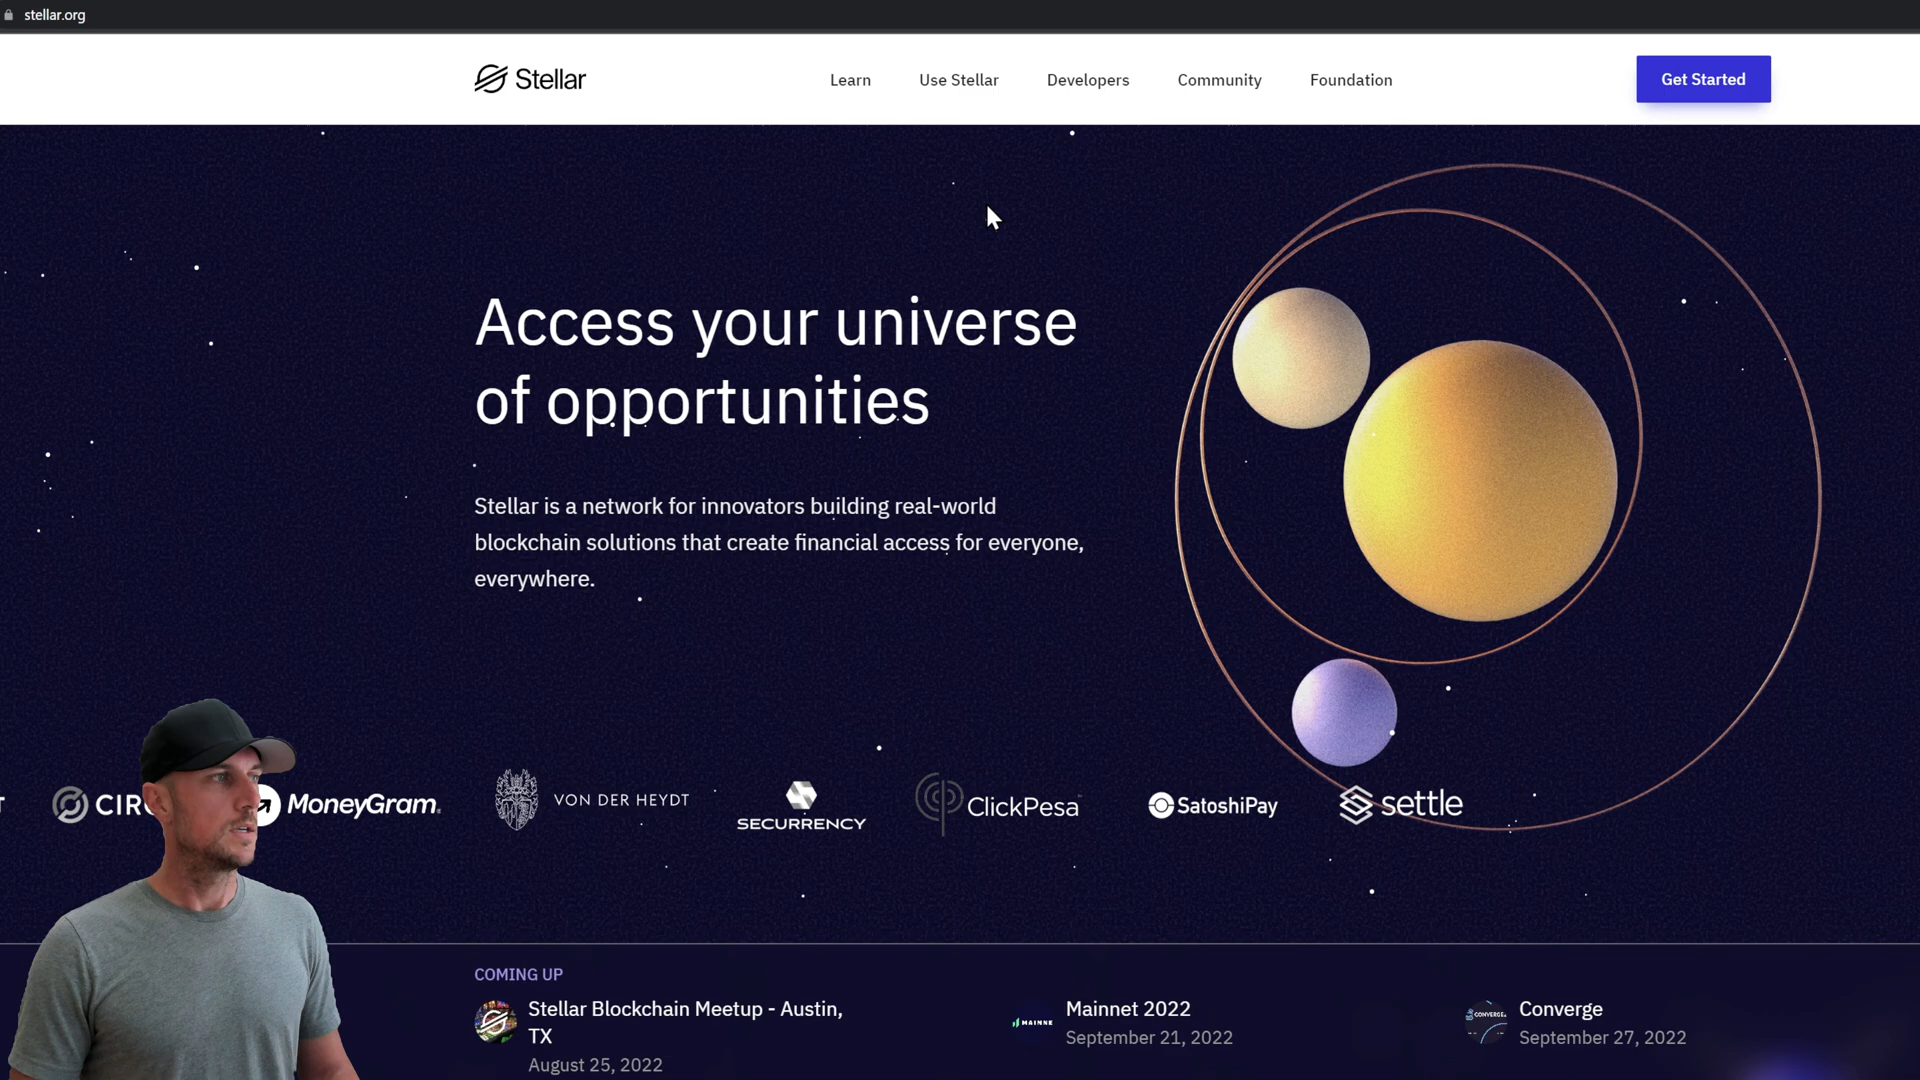 stellar.org
Stellar
Learn
Use Stellar
Developers
Community
Foundation
Get Started
Access your universe
of opportunities
Stellar is a network for innovators building real-world
blockchain solutions that create financial access for everyone,
everywhere.
MoneyGram
VON DER HEYDT
SECURRENCY
ClickPesa
SatoshiPay
settle
COMING UP
Stellar Blockchain Meetup - Austin,
TX
August 25, 2022
Mainnet 2022
September 21, 2022
CONVERGE
Converge
September 27, 2022